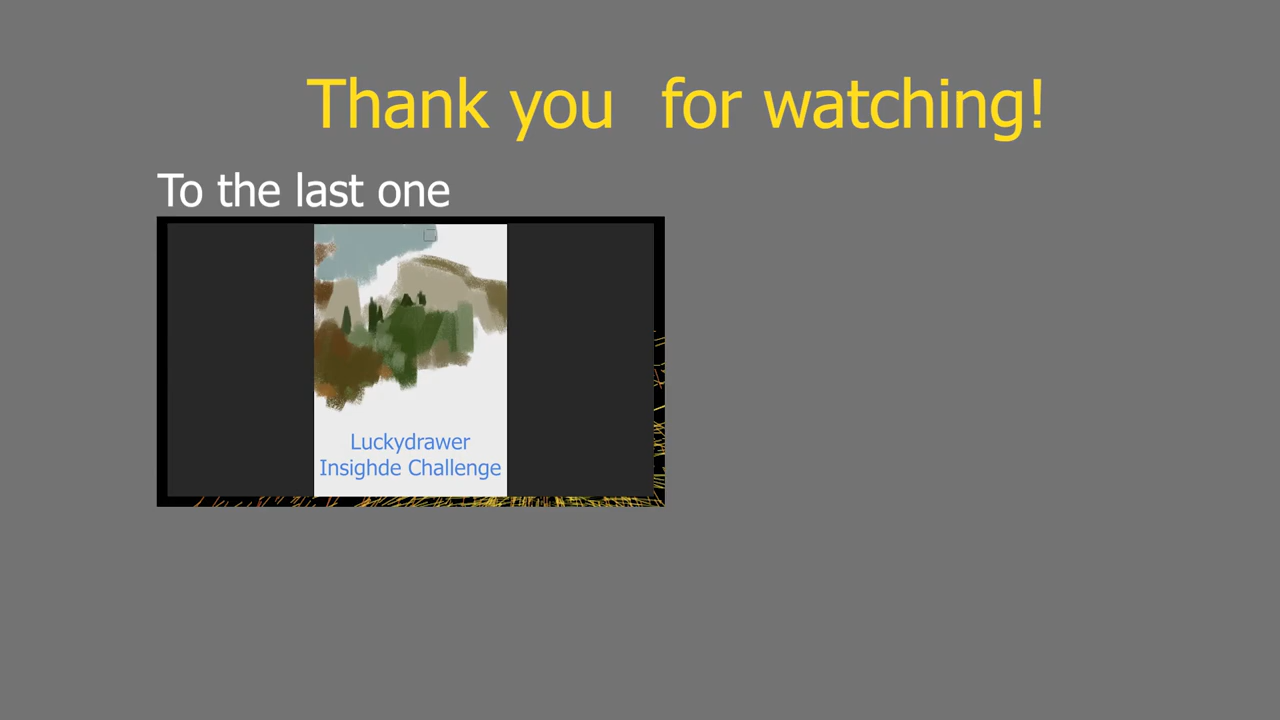 Thank you  for watching!
To the last one
Luckydrawer
Insighde Challenge